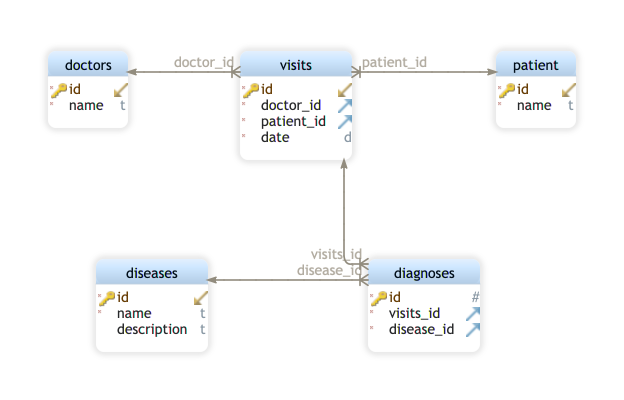 doctor_id
patient_id
doctors
visits
patient
id
name t
id
doctor_id
patient_id
date d
id
name t
visits_id
disease_id
diseases
diagnoses
id
name t
description t
id #
visits_id
disease_id